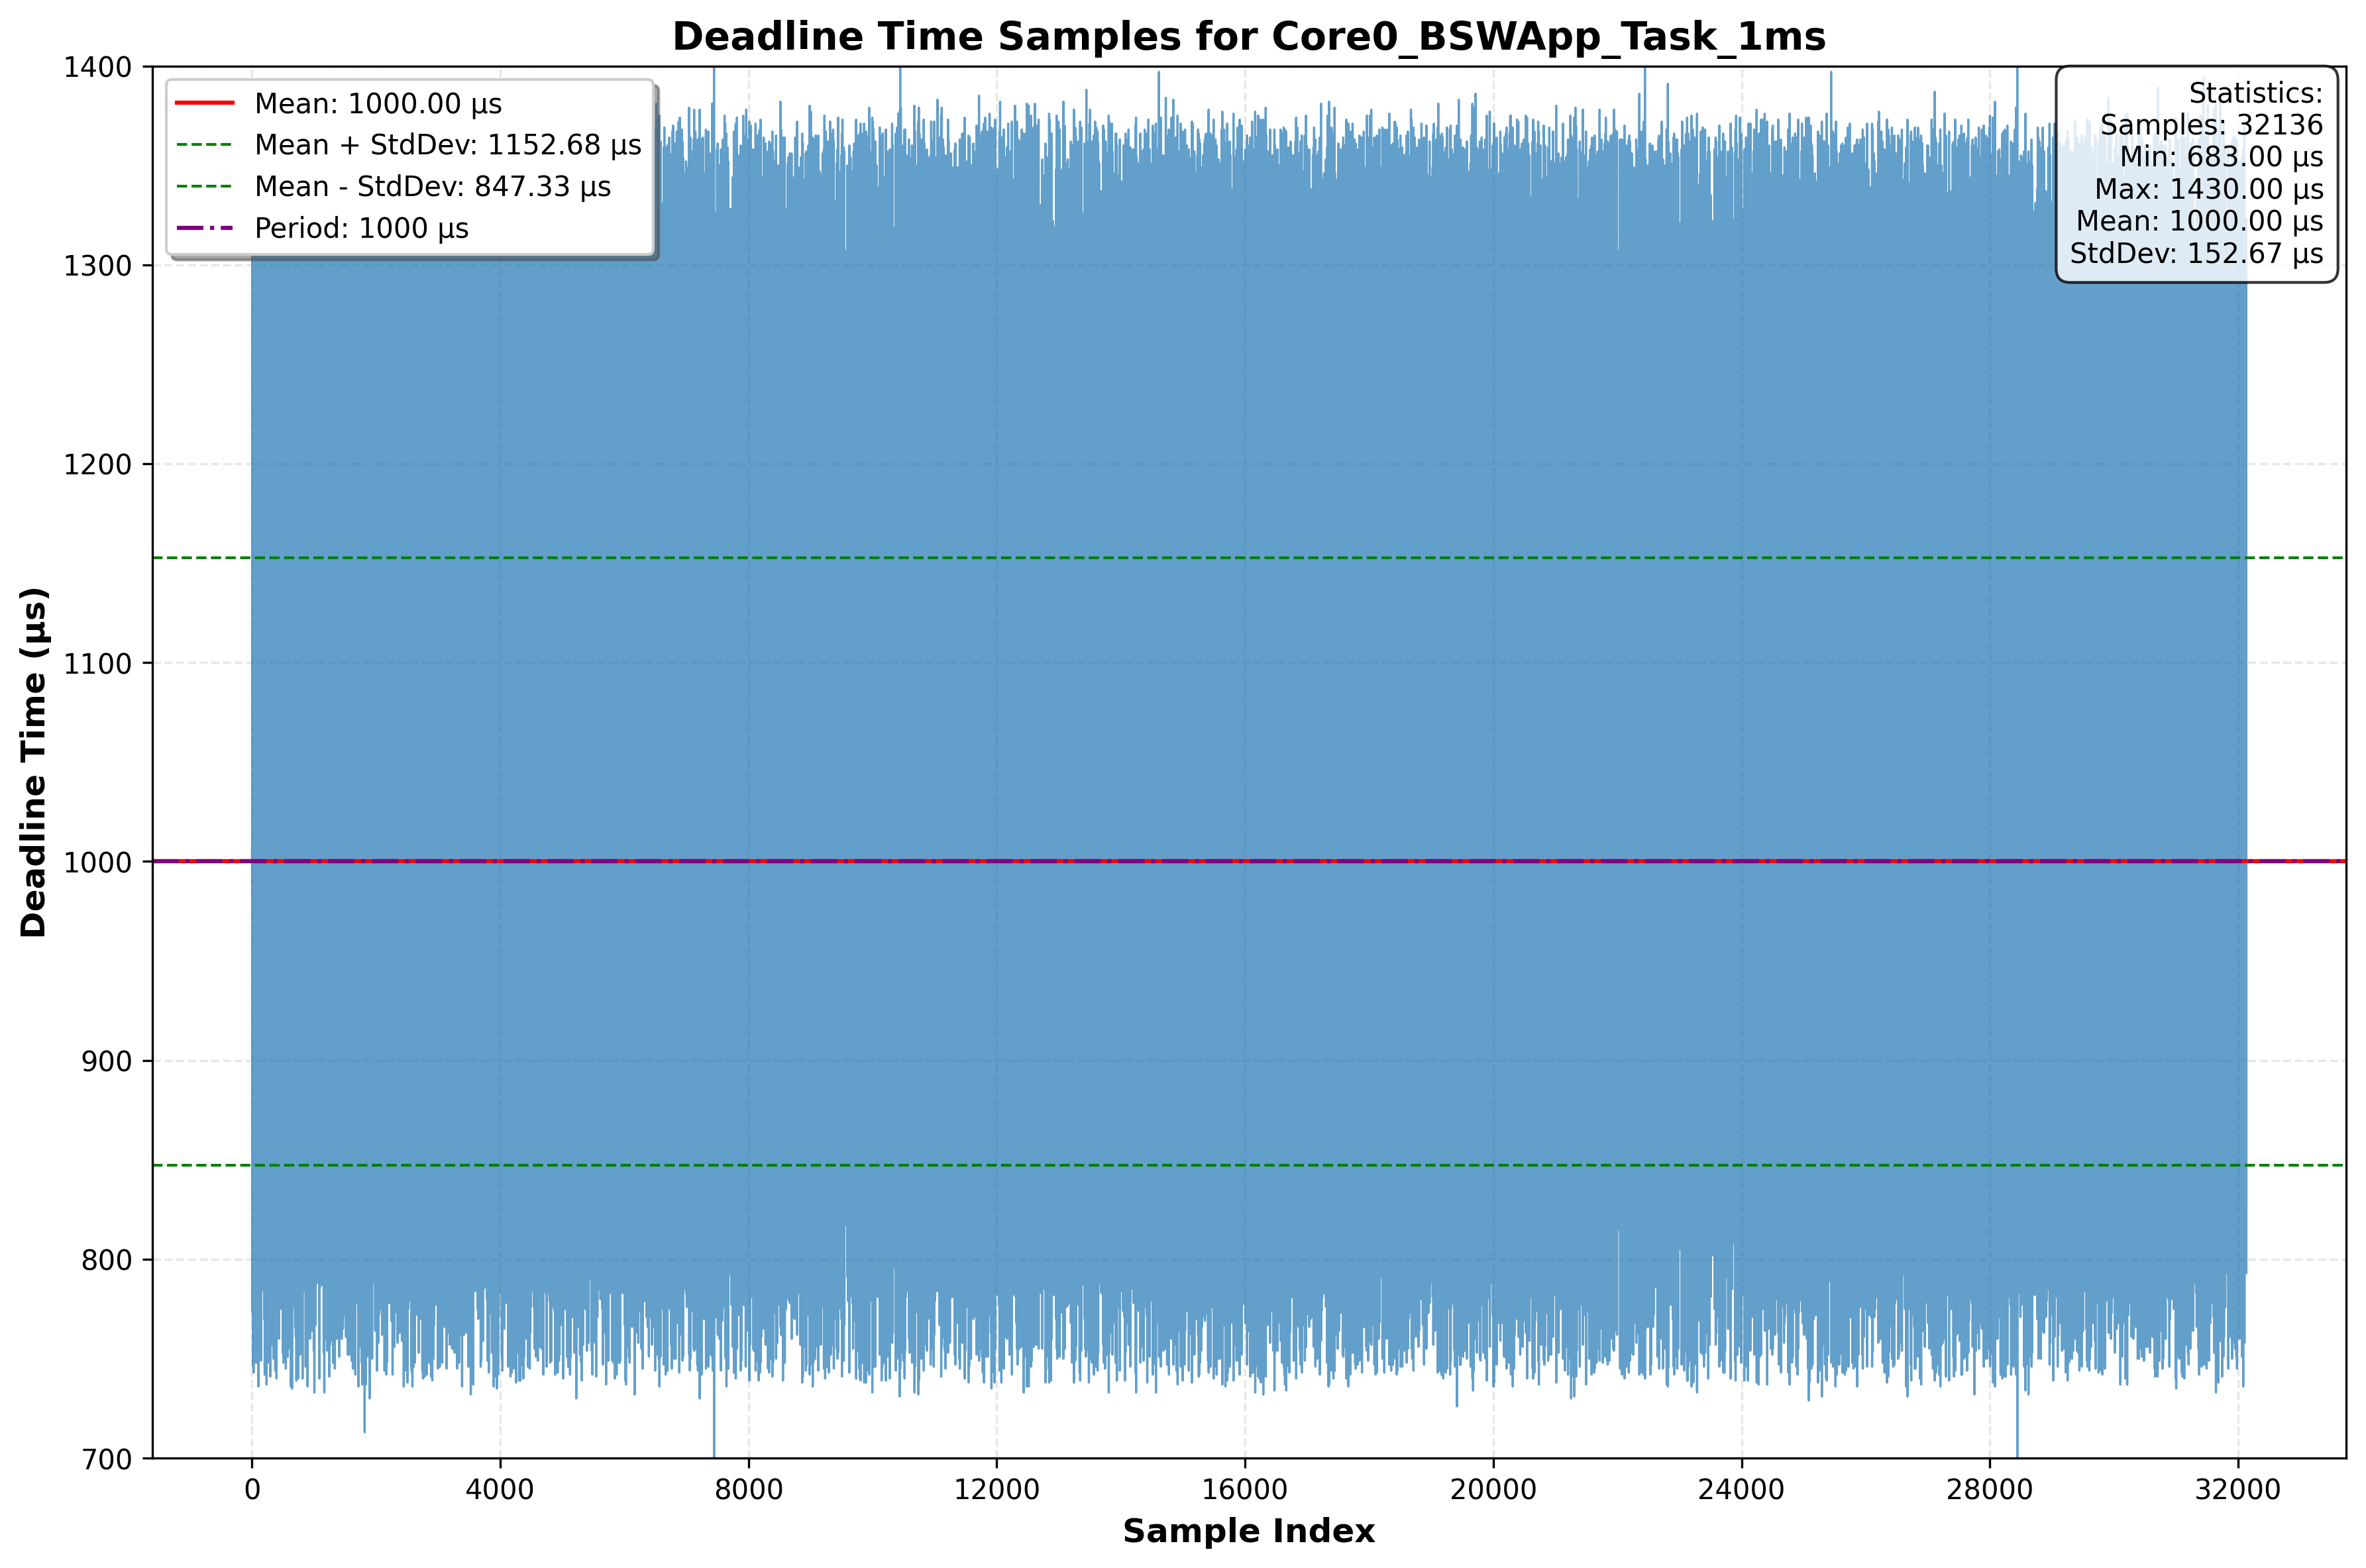 Deadline Time Samples for Core0_BSWApp_Task_1ms
Mean: 1000.00 µs
Mean + StdDev: 1152.68 µs
Mean - StdDev: 847.33 µs
Period: 1000 µs
Statistics:
Samples: 32136
Min: 683.00 µs
Max: 1430.00 µs
Mean: 1000.00 µs
StdDev: 152.67 µs
Deadline Time (µs)
1400
1300
1200
1100
1000
900
800
700
0
4000
8000
12000
16000
20000
24000
28000
32000
Sample Index